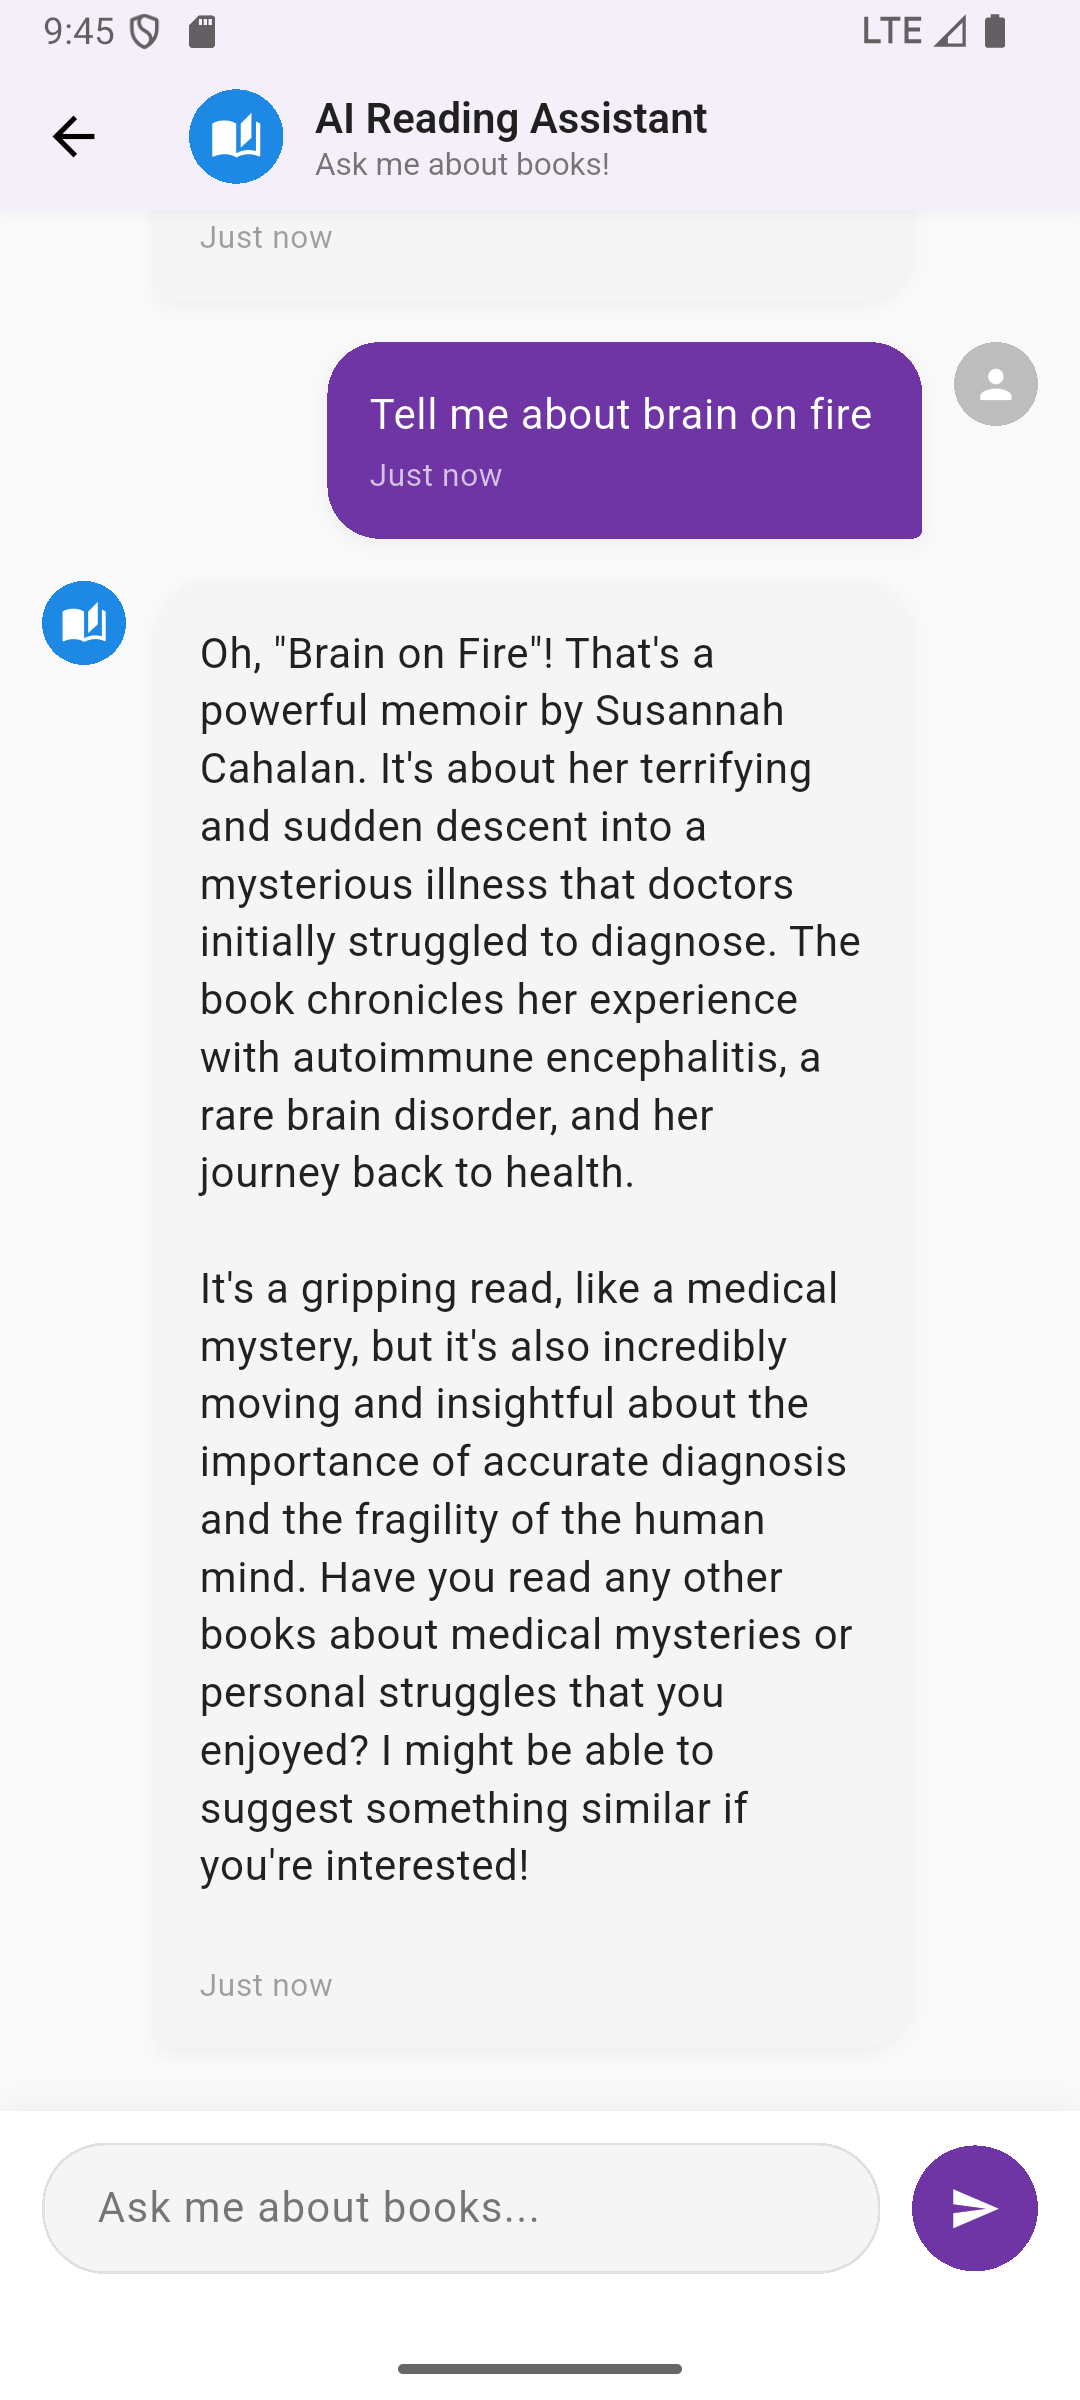 9:45
LTE
AI Reading Assistant
Ask me about books!
Just now
Tell me about brain on fire
Just now
Oh, "Brain on Fire"! That's a
powerful memoir by Susannah
Cahalan. It's about her terrifying
and sudden descent into a
mysterious illness that doctors
initially struggled to diagnose. The
book chronicles her experience
with autoimmune encephalitis, a
rare brain disorder, and her
journey back to health.
It's a gripping read, like a medical
mystery, but it's also incredibly
moving and insightful about the
importance of accurate diagnosis
and the fragility of the human
mind. Have you read any other
books about medical mysteries or
personal struggles that you
enjoyed? I might be able to
suggest something similar if
you're interested!
Just now
Ask me about books...